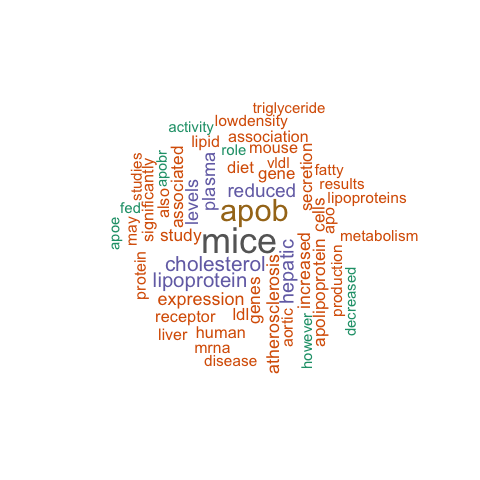 triglyceride
lowdensity
activity
association
lipid
role
mouse
vldl
diet
gene
fatty
secretion
results
studies
significantly
apobr
also
associated
levels
plasma
reduced
lipoproteins
fed
apob
cells
apo
apoe
may
study
mice
metabolism
cholesterol
hepatic
increased
apolipoprotein
production
decreased
protein
lipoprotein
expression
genes
atherosclerosis
receptor
ldl
aortic
however
liver
human
mrna
disease